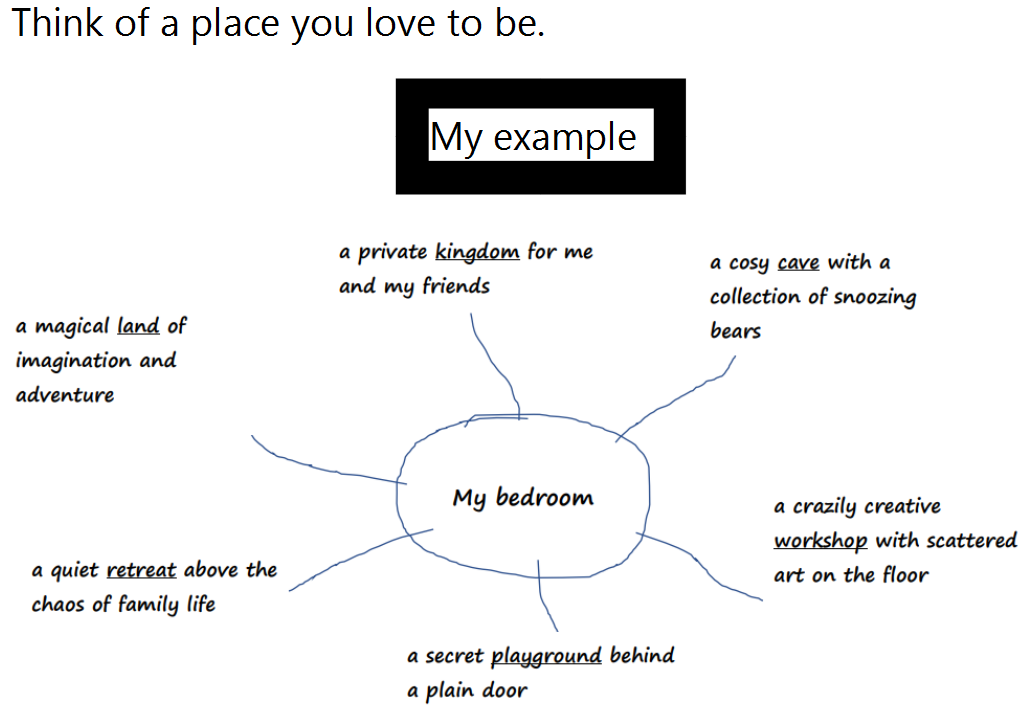 Think of a place you love to be.
My example
a private kingdom for me
and my friends
a cosy cave with a
collection of snoozing
bears
a magical land of
imagination and
adventure
My bedroom
a crazily creative
workshop with scattered
art on the floor
a quiet retreat above the
chaos of family life
a secret playground behind
a plain door